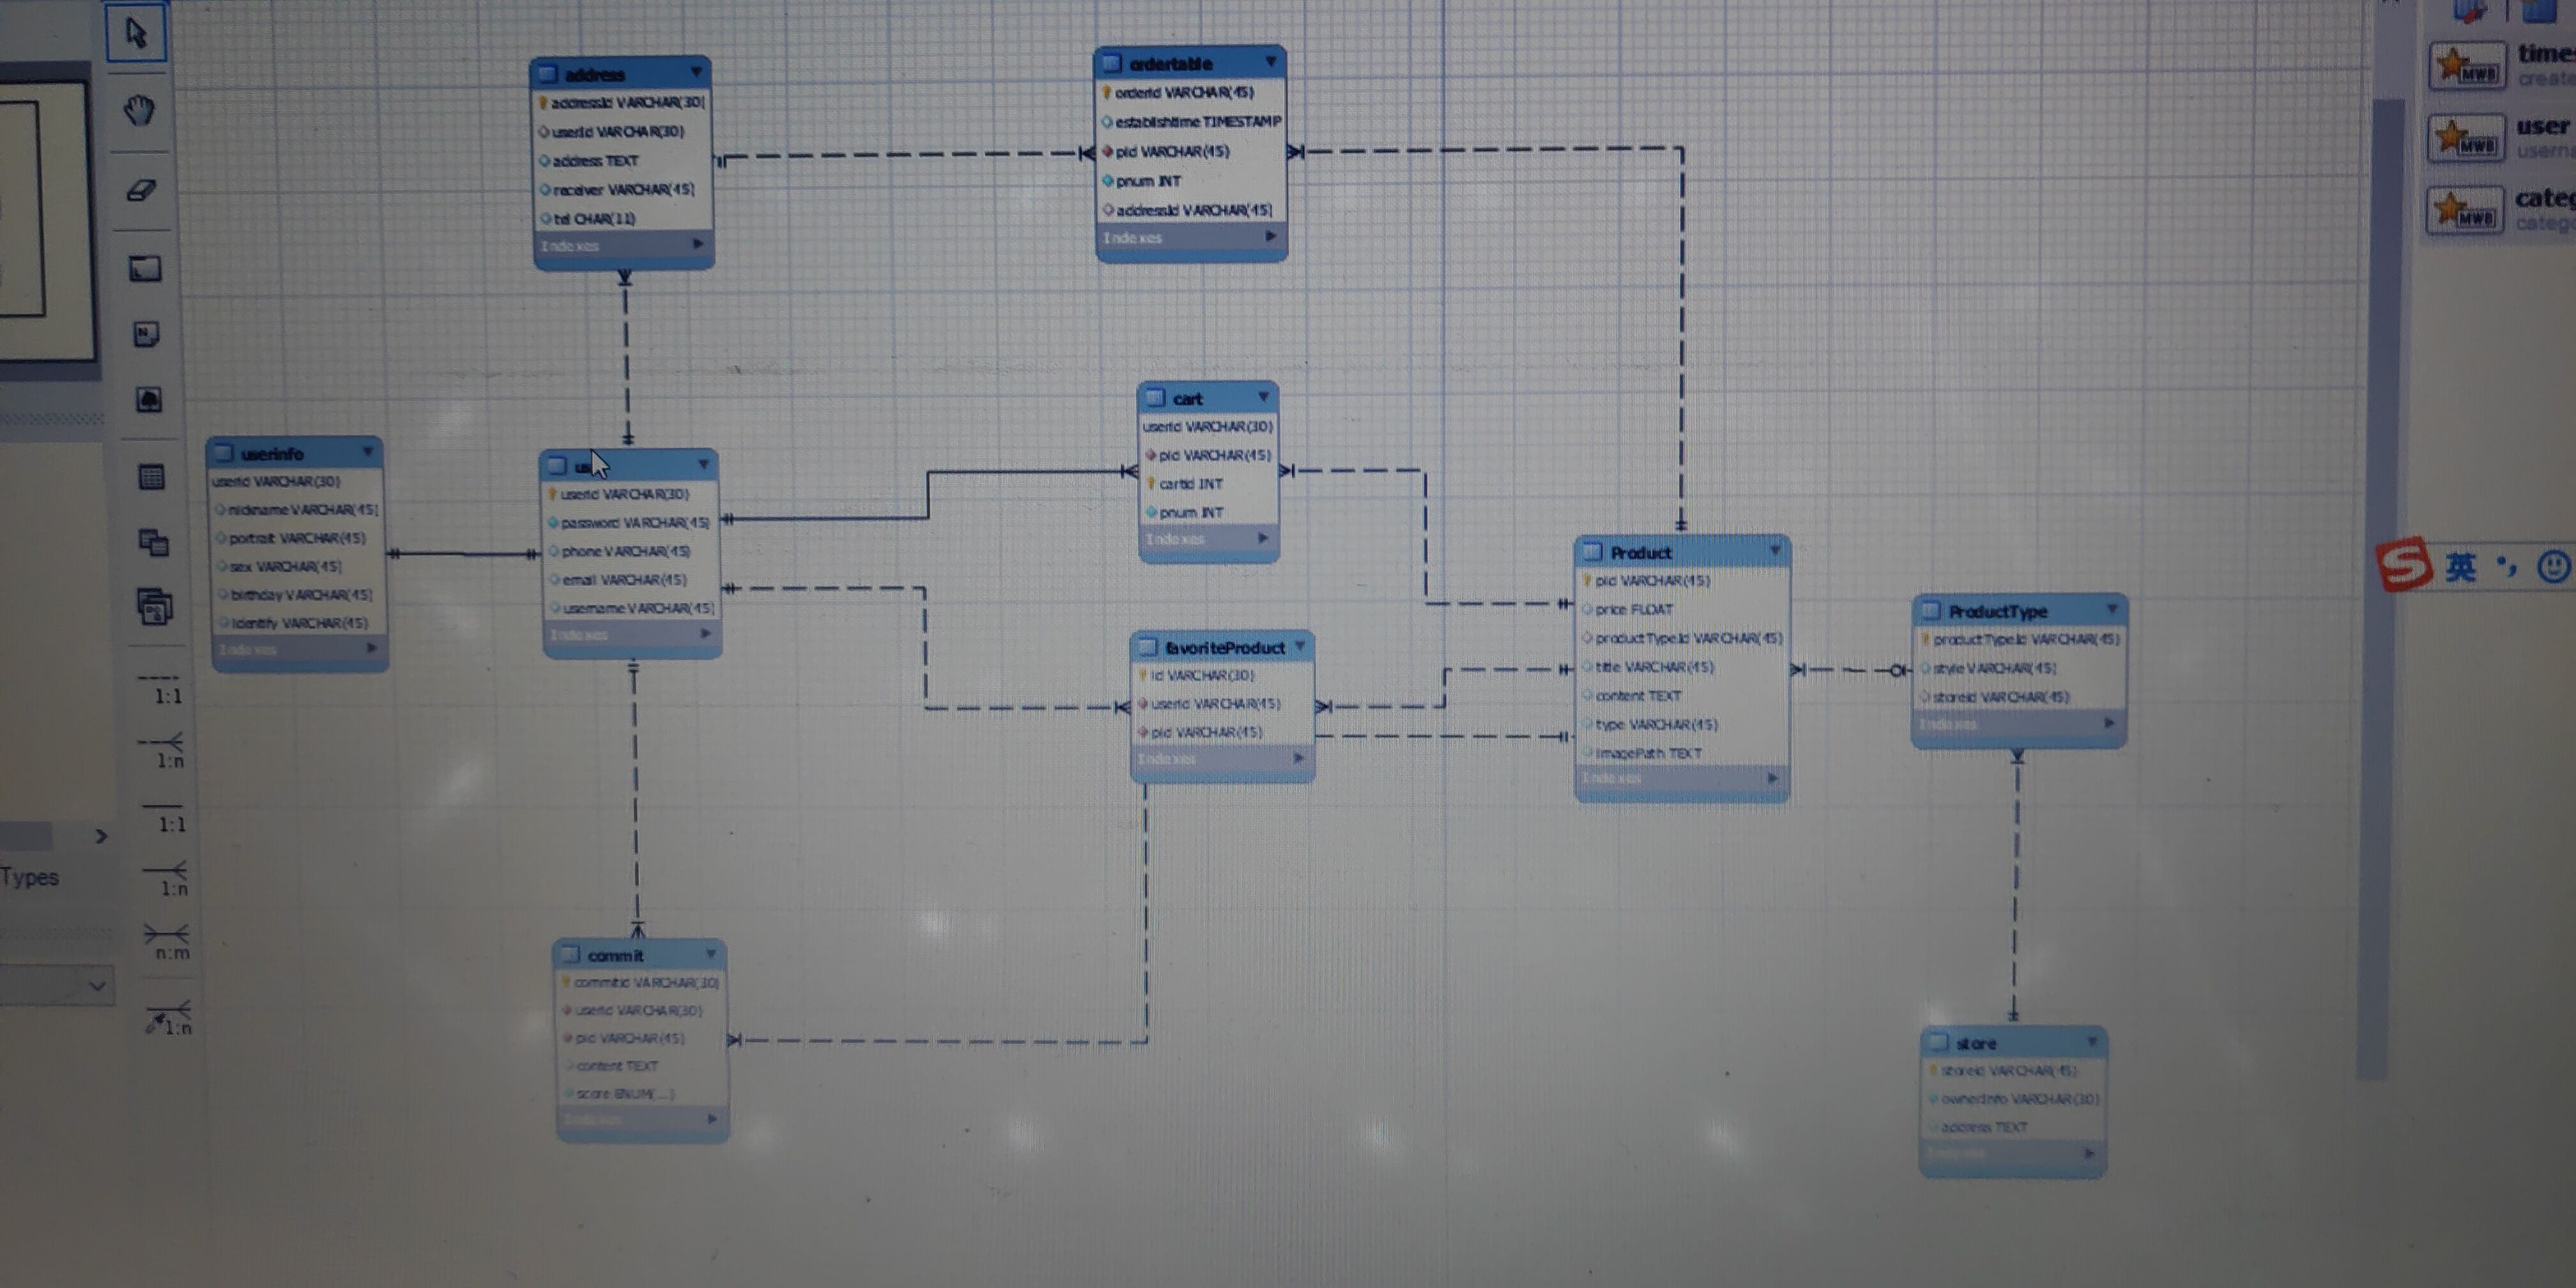 address
addressId VARCHAR(30)
userId VARCHAR(30)
address TEXT
receiver VARCHAR(45)
tel CHAR(11)
Indexes
ordertable
orderId VARCHAR(45)
establishtime TIMESTAMP
pid VARCHAR(45)
pnum INT
addressId VARCHAR(45)
Indexes
userinfo
userId VARCHAR(30)
nickname VARCHAR(45)
portrait VARCHAR(45)
sex VARCHAR(45)
birthday VARCHAR(45)
identify VARCHAR(45)
Indexes
userId VARCHAR(30)
password VARCHAR(45)
phone VARCHAR(45)
email VARCHAR(45)
username VARCHAR(45)
Indexes
cart
userId VARCHAR(30)
pid VARCHAR(45)
cartid INT
pnum INT
Indexes
favoriteProduct
id VARCHAR(30)
userId VARCHAR(45)
pid VARCHAR(45)
Indexes
Product
pid VARCHAR(45)
price FLOAT
productTypeId VARCHAR(45)
title VARCHAR(45)
content TEXT
type VARCHAR(45)
imagePath TEXT
Indexes
ProductType
productTypeId VARCHAR(45)
style VARCHAR(45)
storeid VARCHAR(45)
Indexes
commit
commitid VARCHAR(30)
userId VARCHAR(30)
pid VARCHAR(45)
content TEXT
score ENUM(...)
Indexes
store
storeid VARCHAR(45)
ownerInfo VARCHAR(30)
address TEXT
Indexes
1:1
1:n
1:1
1:n
n:m
1:n
Types
MWB
MWB
user
MWB
S 英